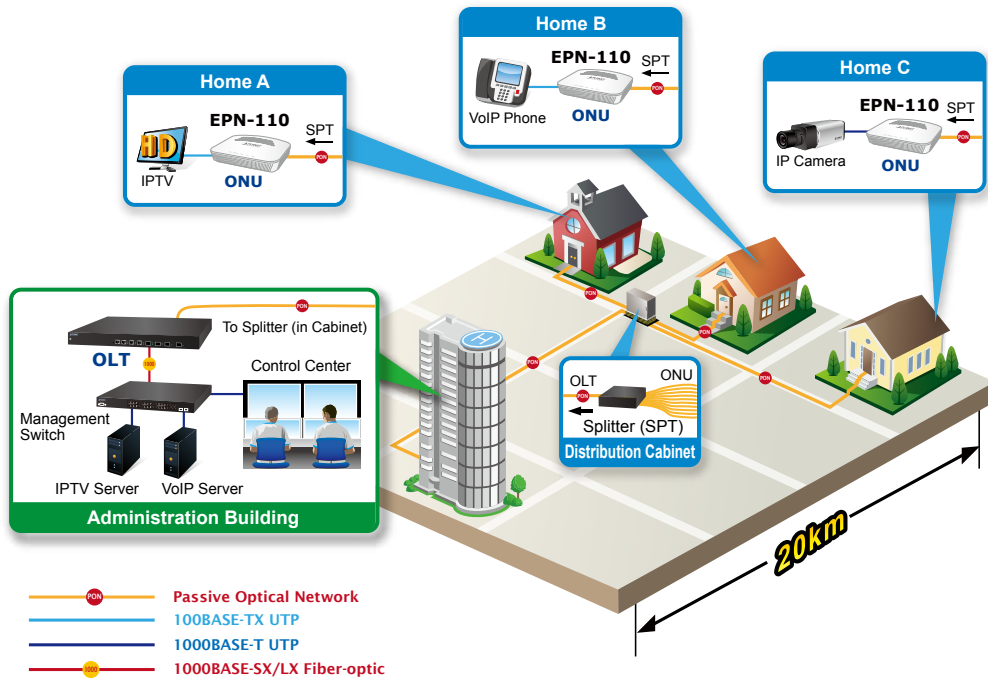 Home A
EPN-110
SPT
PON
IPTV
ONU
Home B
EPN-110
SPT
PON
VoIP Phone
ONU
Home C
EPN-110
SPT
PON
IP Camera
ONU
HD
PON
To Splitter (in Cabinet)
OLT
1000
Control Center
Management
Switch
IPTV Server
VoIP Server
Administration Building
H
PON
PON
PON
PON
OLT
ONU
PON
Splitter (SPT)
Distribution Cabinet
20km
PON
Passive Optical Network
100BASE-TX UTP
1000BASE-T UTP
1000
1000BASE-SX/LX Fiber-optic